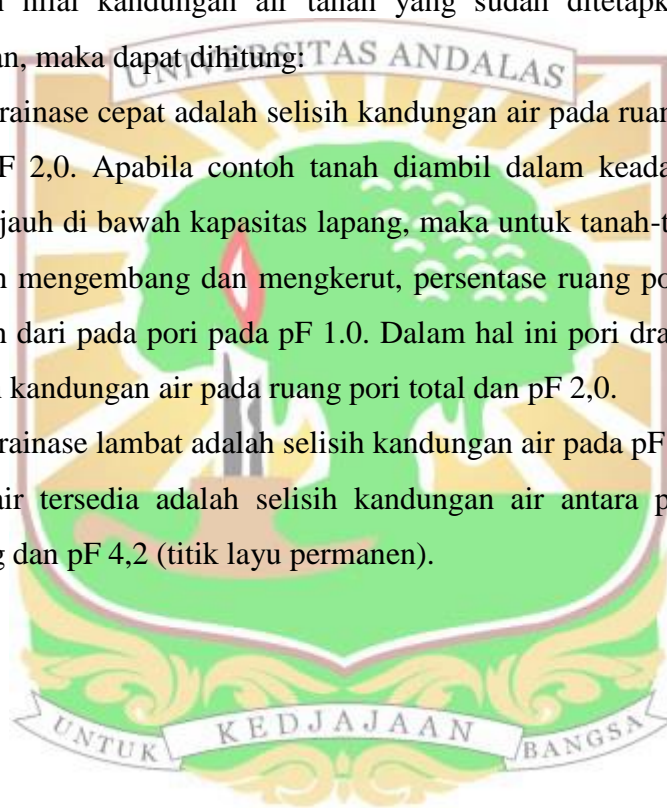 nilai kandungan air tanah yang sudan ditetapk
an, maka dapat dihitung:
UNIVERSITAS ANDALAS
rainase cepat adalah selisih kandungan air pada ruan
F 2,0. Apabila contoh tanah diambil dalam keada
jauh di bawah kapasitas lapang, maka untuk tanah-t
n mengembang dan mengkerut, persentase ruang po
n dari pada pori pada pF 1.0. Dalam hal ini pori dra
kandungan air pada ruang pori total dan pF 2,0.
rainase lambat adalah selisih kandungan air pada pF
air tersedia adalah selisih kandungan air antara p
g dan pF 4,2 (titik layu permanen).
UNTUK KEDJAJAAN BANGSA